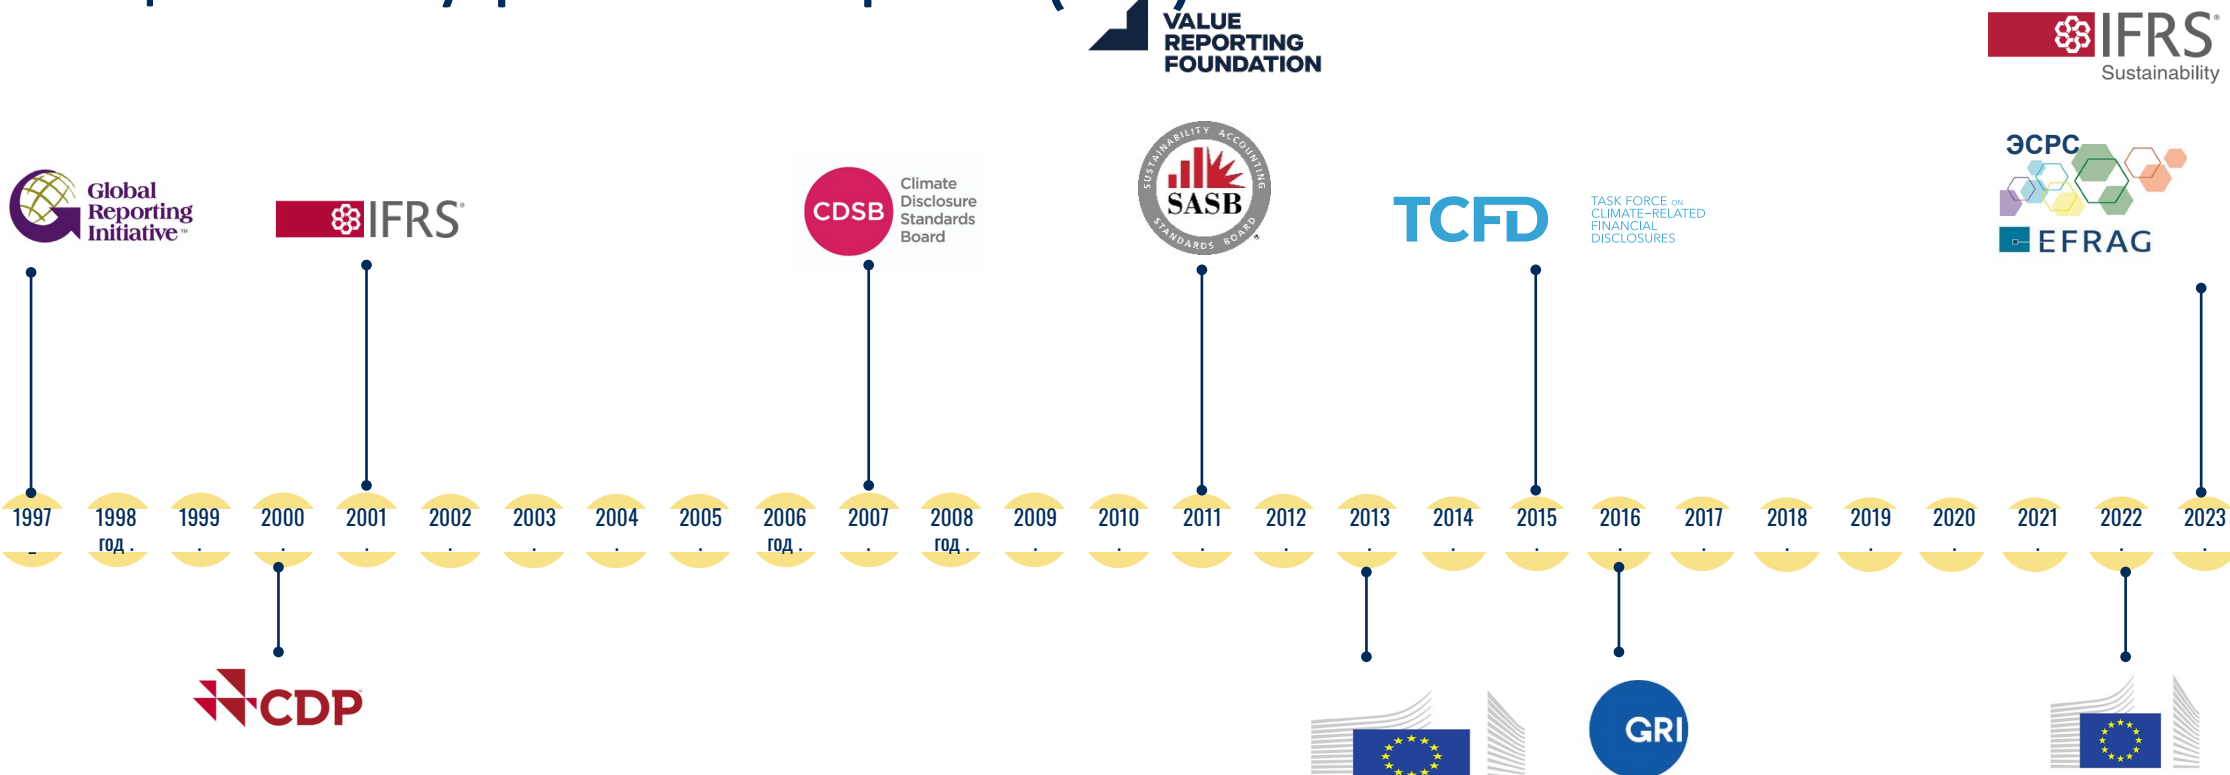 VALUE
REPORTING
FOUNDATION
IFRS
Sustainability
Global
Reporting
Initiative™
IFRS
CDSB
Climate
Disclosure
Standards
Board
SUSTAINABILITY ACCOUNTING
SASB
STANDARDS BOARD
TCFD
TASK FORCE ON
CLIMATE-RELATED
FINANCIAL
DISCLOSURES
ЭСРС
EFRAG
1997 1998 1999 2000 2001 2002 2003 2004 2005 2006 2007 2008 2009 2010 2011 2012 2013 2014 2015 2016 2017 2018 2019 2020 2021 2022 2023
_ год . . . . . . . . год . . год . . . . . . . . . . . . . . . .
CDP
GRI